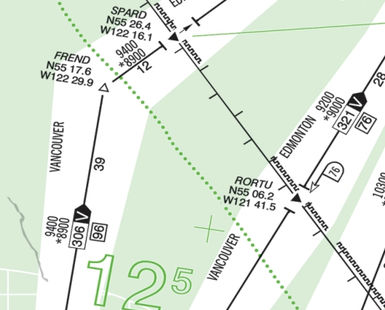 SPARD
N55 26.4
W122 16.1
ED
9400
*8900
12
FREND
N55 17.6
W122 29.9
VANCOUVER
39
9400
*8900
306 V
96
12⁵
EDMONTON
9200
*9000
321 V
76
28
76
RORTU
N55 06.2
W121 41.5
VANCOUVER
10300